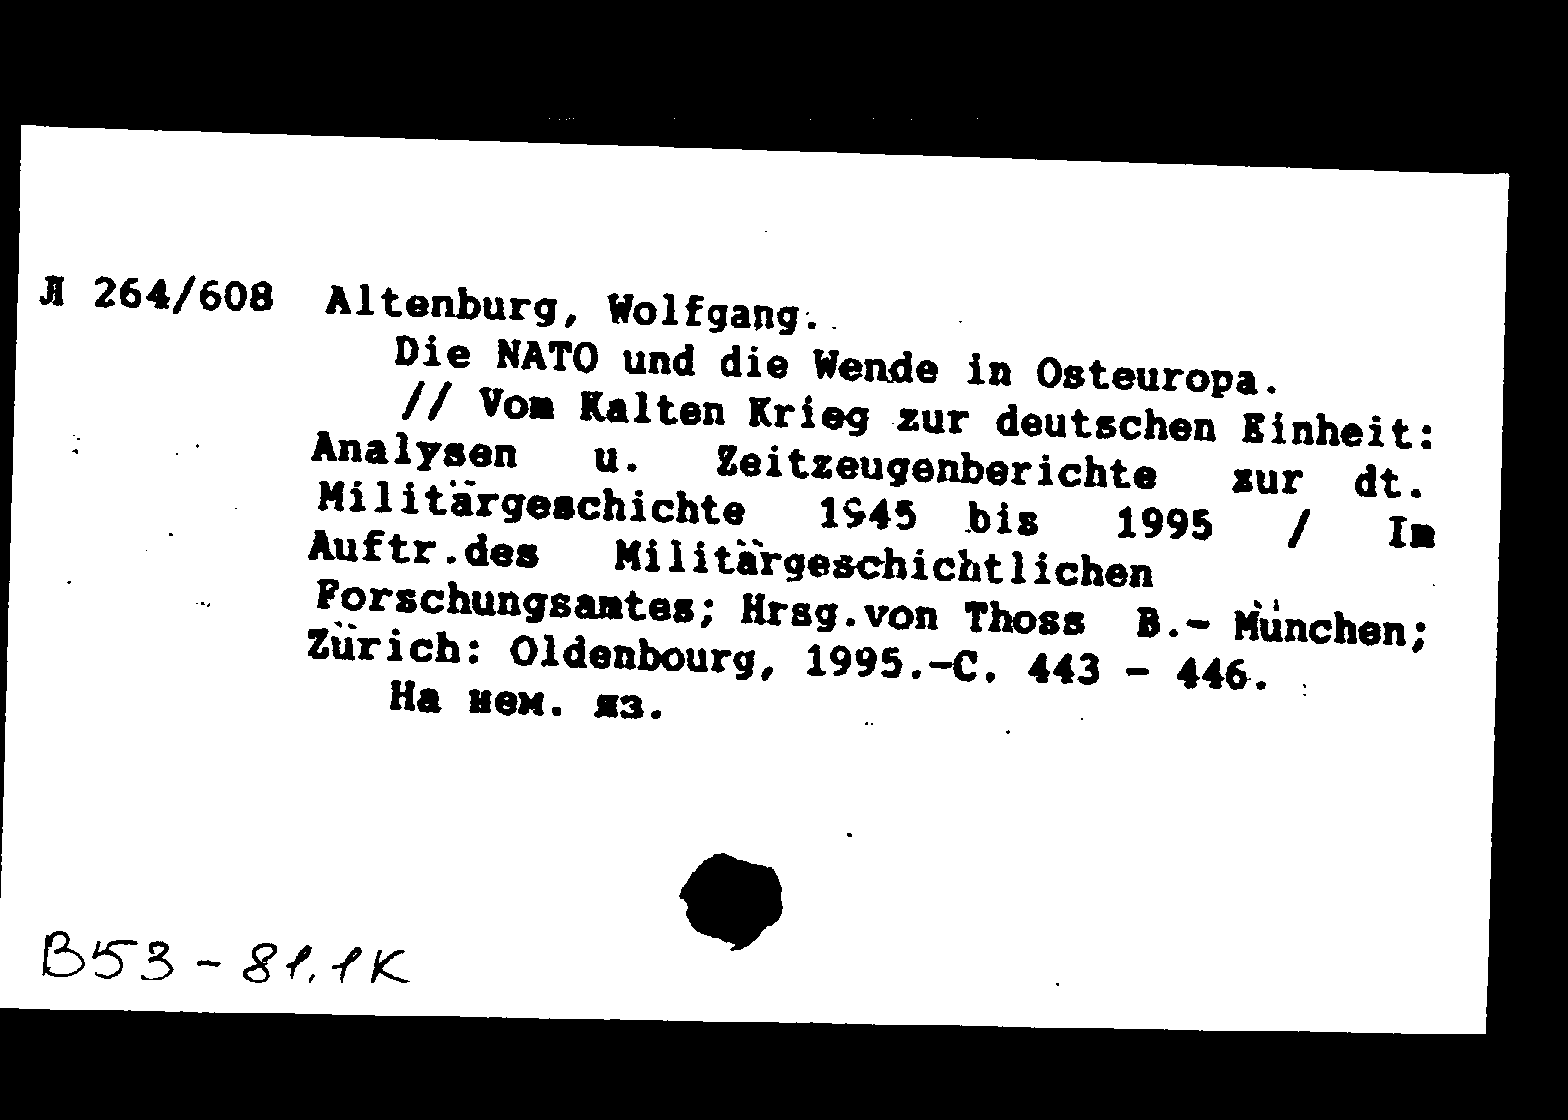 Л 264/608 Altenburg, Wolfgang.
Die NATO und die Wende in Osteuropa.
// Vom Kalten Krieg zur deutschen Einheit:
Analysen u. Zeitzeugenberichte zur dt.
Militärgeschichte 1945 bis 1995 / Im
Auftr.des Militärgeschichtlichen
Forschungsamtes; Hrsg.von Thoss B.- München;
Zürich: Oldenbourg, 1995.-С. 443 - 446.
На нем. яз.
B53 - 81.1K